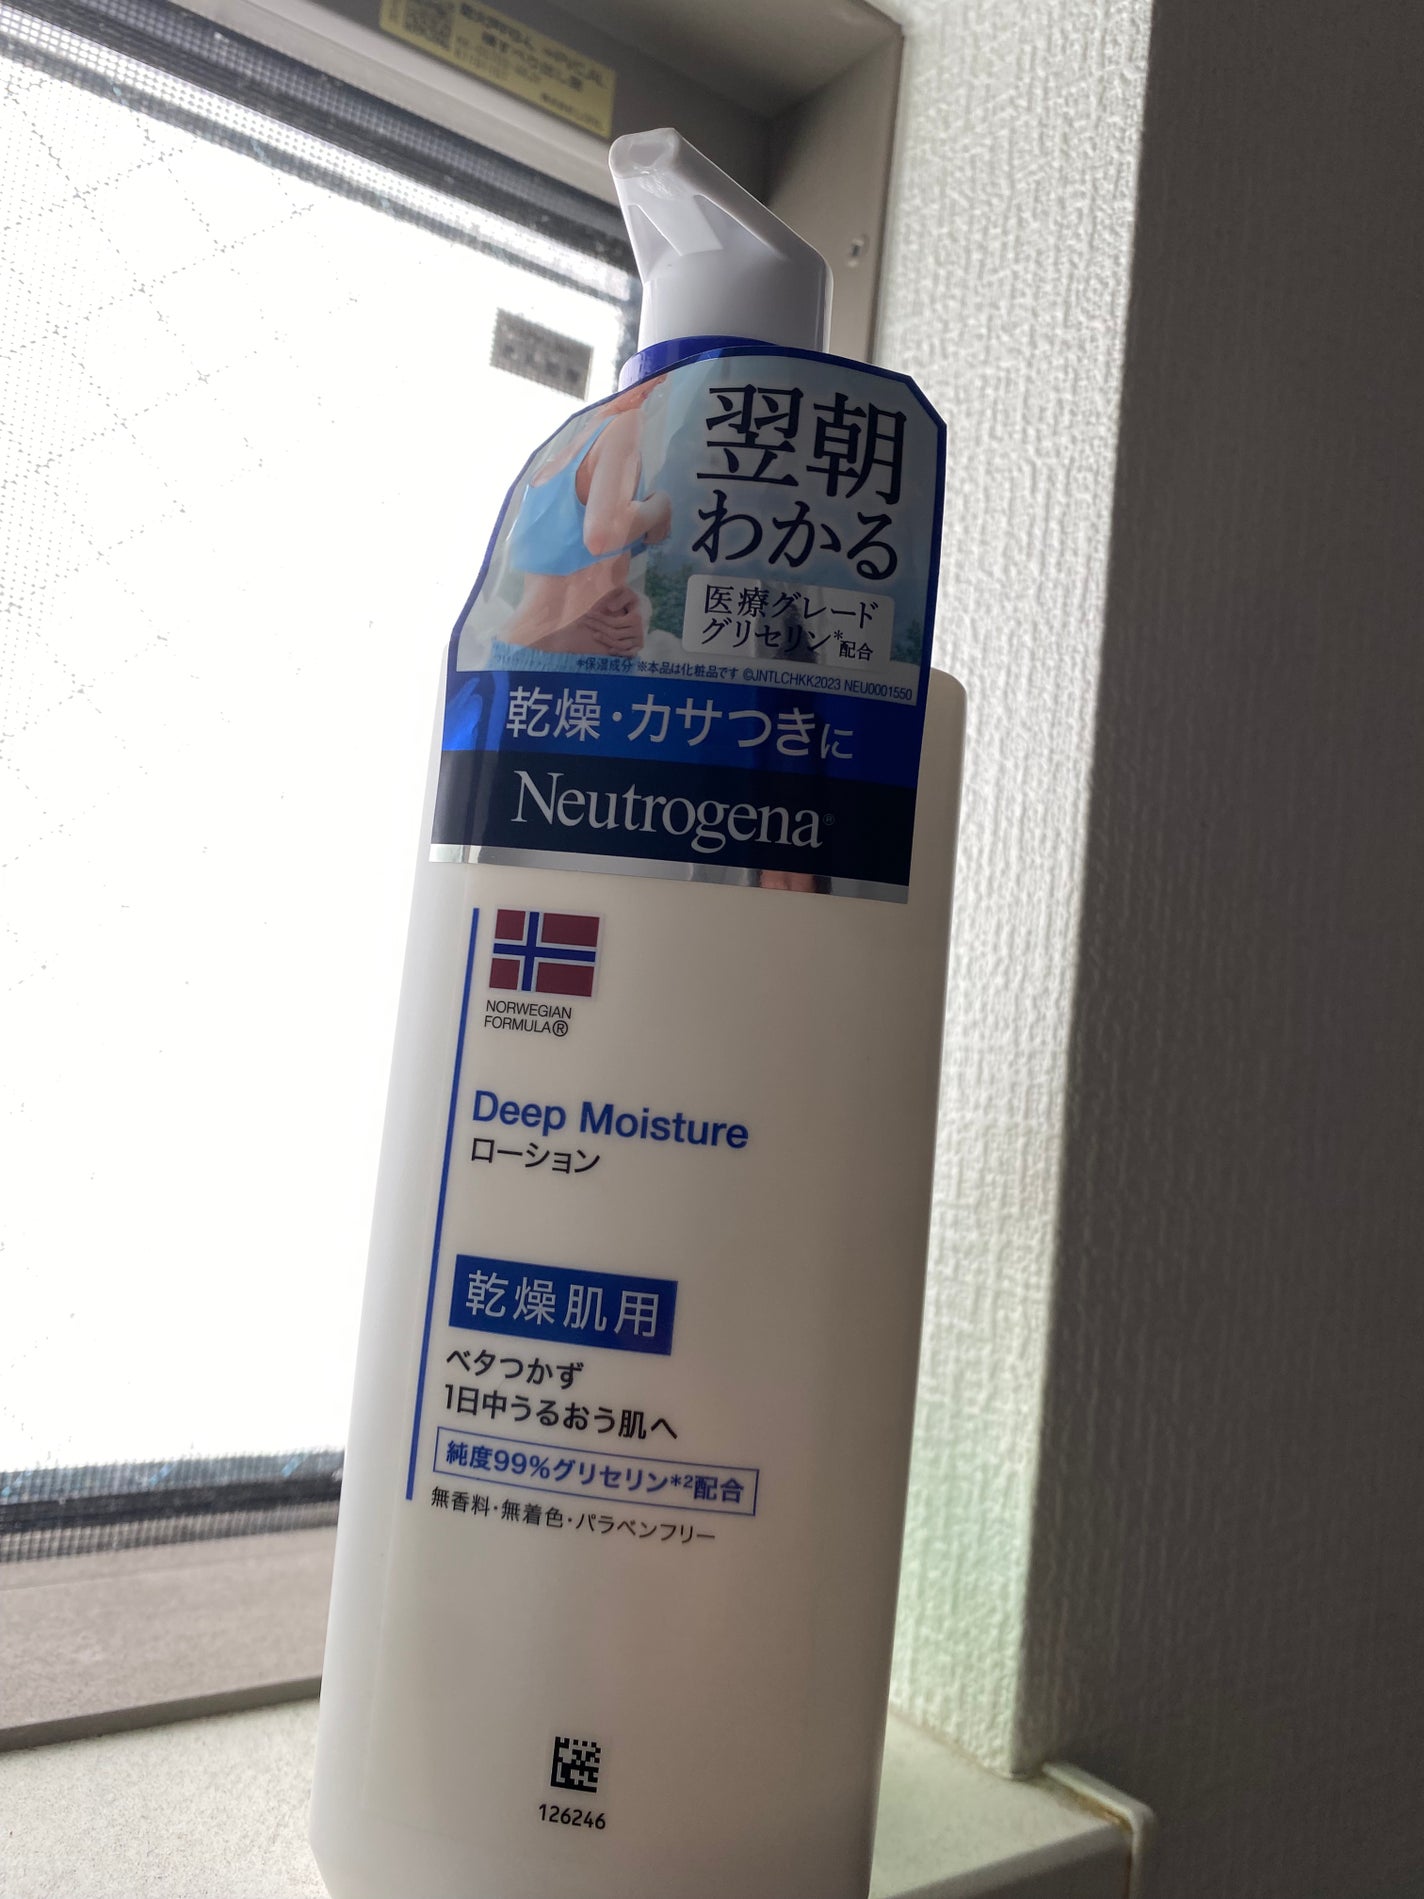 翌朝
わかる
医療グレード
グリセリン*配合
*保湿成分 ※本品は化粧品です ©JNTLCHKK2023 NEU0001550
乾燥・カサつきに
Neutrogena®
NORWEGIAN
FORMULA®
Deep Moisture
ローション
乾燥肌用
ベタつかず
1日中うるおう肌へ
純度99%グリセリン*2配合
無香料・無着色・パラベンフリー
126246